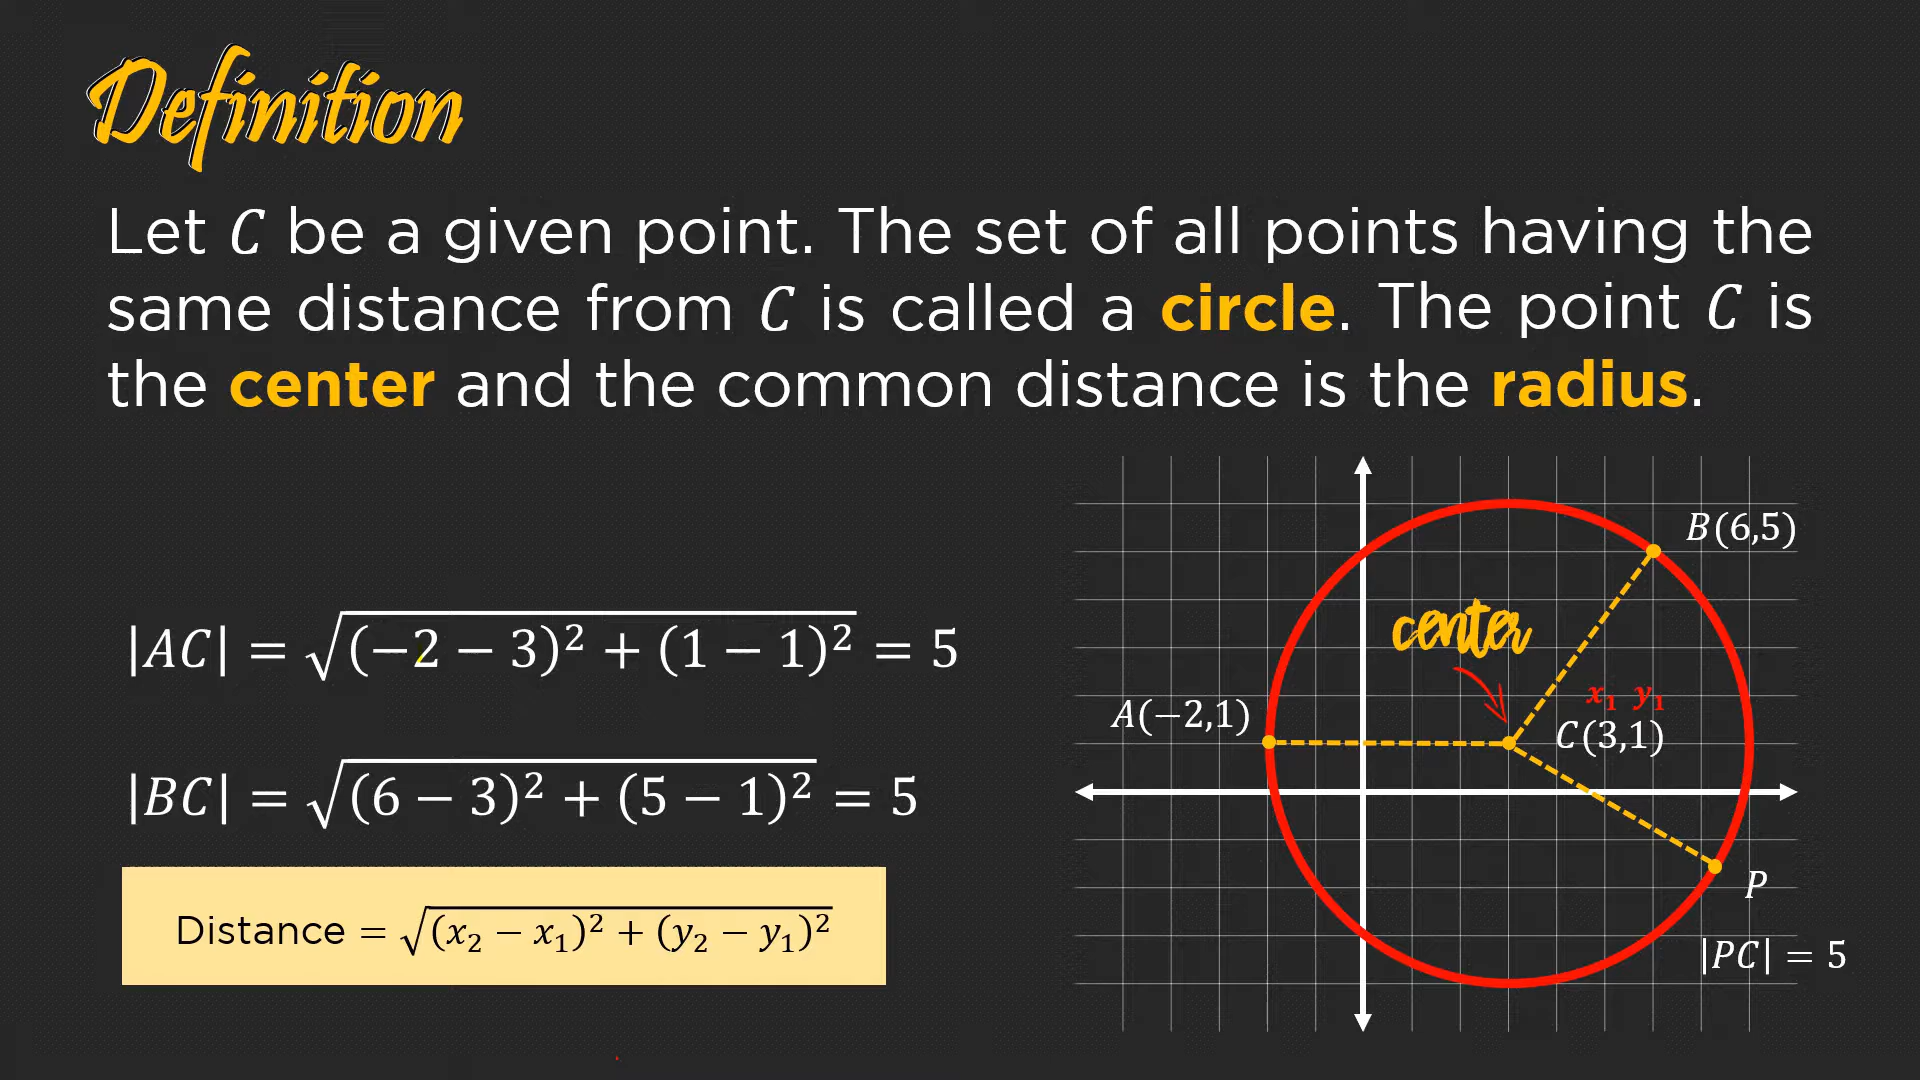 Definition
Let C be a given point. The set of all points having the
same distance from C is called a circle. The point C is
the center and the common distance is the radius.
|AC| = √(−2 − 3)² + (1 − 1)² = 5
|BC| = √(6 − 3)² + (5 − 1)² = 5
Distance = √(x₂ − x₁)² + (y₂ − y₁)²
B(6,5)
center
x₁ y₁
A(−2,1)
C(3,1)
P
|PC| = 5